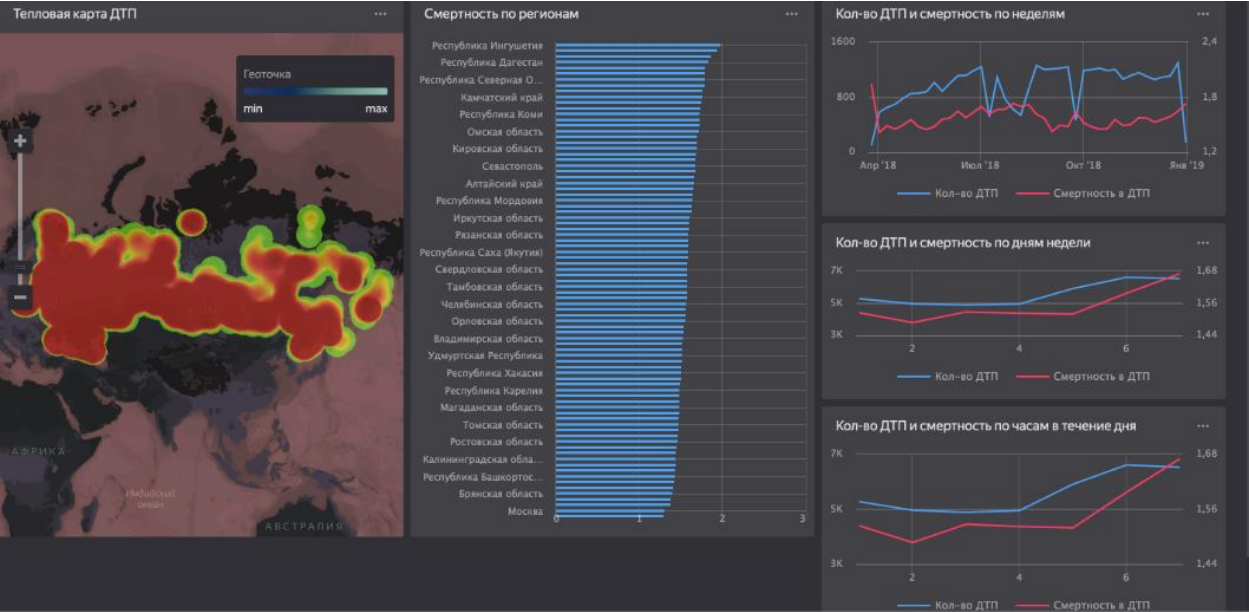 Тепловая карта ДТП
Геоточка
min max
АФРИКА
Индийский
океан
АВСТРАЛИЯ
Смертность по регионам
Республика Ингушетия
Республика Дагестан
Республика Северная О...
Камчатский край
Республика Коми
Омская область
Кировская область
Севастополь
Алтайский край
Республика Мордовия
Иркутская область
Рязанская область
Республика Саха (Якутия)
Свердловская область
Тамбовская область
Челябинская область
Орловская область
Владимирская область
Удмуртская Республика
Республика Хакасия
Республика Карелия
Магаданская область
Томская область
Ростовская область
Калининградская обла...
Республика Башкортос...
Брянская область
Москва
0 1 2 3
Кол-во ДТП и смертность по неделям
1600 2,4
800 1,8
0 1,2
Апр '18 Июл '18 Окт '18 Янв '19
Кол-во ДТП Смертность в ДТП
Кол-во ДТП и смертность по дням недели
7K 1,68
5K 1,56
3K 1,44
2 4 6
Кол-во ДТП Смертность в ДТП
Кол-во ДТП и смертность по часам в течение дня
7K 1,68
5K 1,56
3K 1,44
2 4 6
Кол-во ДТП Смертность в ДТП